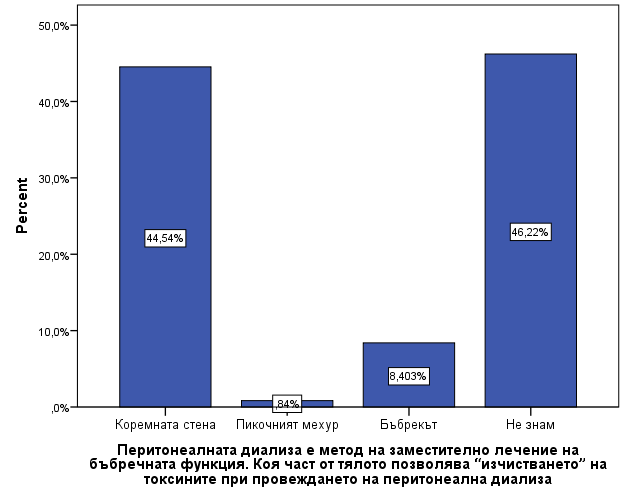 50,0%
40,0%
30,0%
20,0%
10,0%
,0%
Percent
44,54%
,84%
8,403%
46,22%
Коремната стена
Пикочният мехур
Бъбрекът
Не знам
Перитонеалната диализа е метод на заместително лечение на
бъбречната функция. Коя част от тялото позволява “изчистването” на
токсините при провеждането на перитонеална диализа